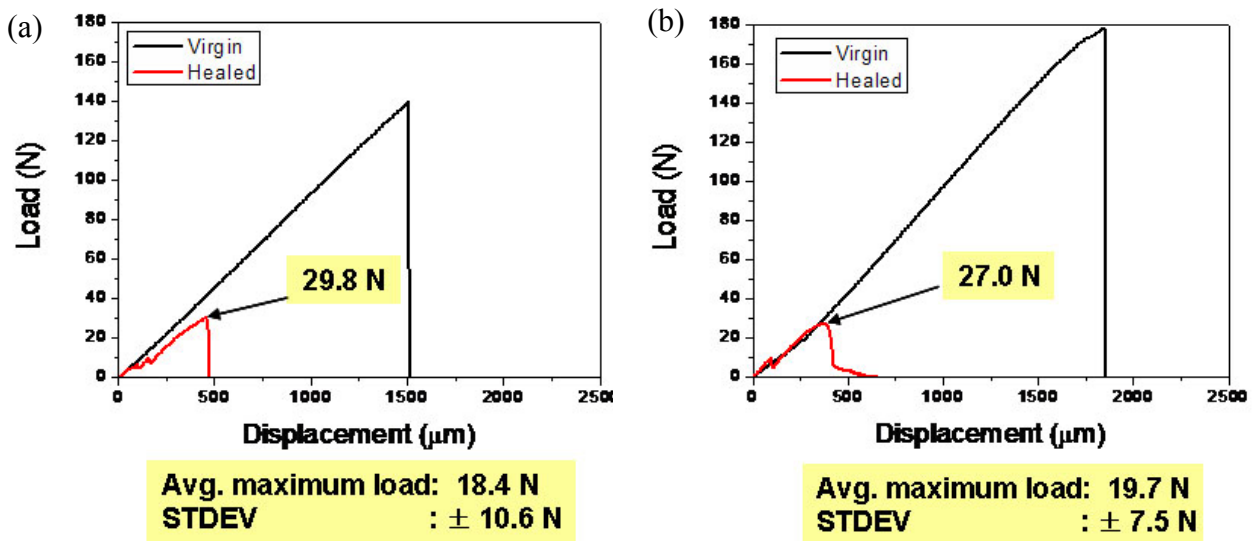 (a)
180
160
140
120
100
80
60
40
20
0
Load (N)
Virgin
Healed
29.8 N
0 500 1000 1500 2000 2500
Displacement (μm)
Avg. maximum load: 18.4 N
STDEV : ± 10.6 N
(b)
180
160
140
120
100
80
60
40
20
0
Load (N)
Virgin
Healed
27.0 N
0 500 1000 1500 2000 2500
Displacement (μm)
Avg. maximum load: 19.7 N
STDEV : ± 7.5 N